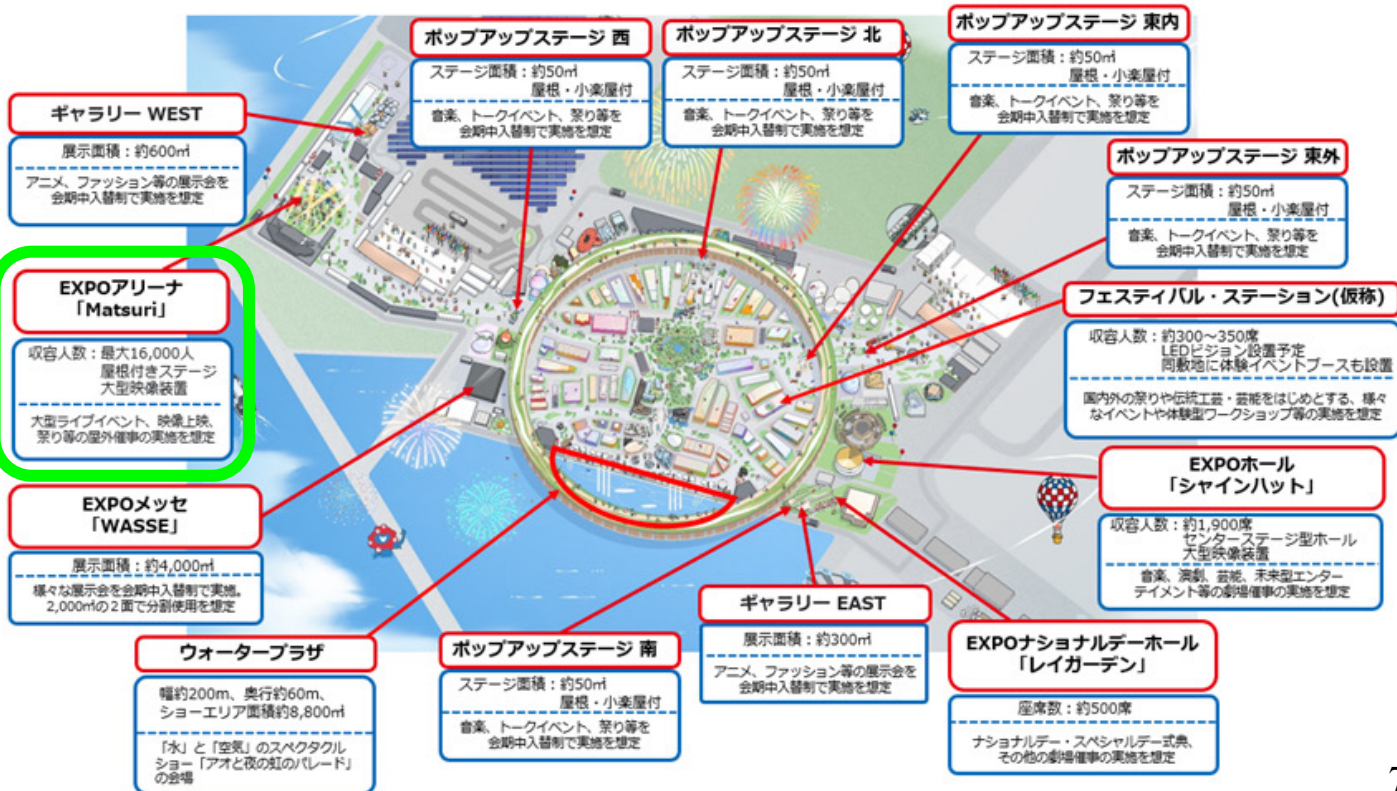 ポップアップステージ 西
ステージ面積：約50㎡
屋根・小楽屋付
音楽、トークイベント、祭り等を
会期中入替制で実施を想定
ポップアップステージ 北
ステージ面積：約50㎡
屋根・小楽屋付
音楽、トークイベント、祭り等を
会期中入替制で実施を想定
ポップアップステージ 東内
ステージ面積：約50㎡
屋根・小楽屋付
音楽、トークイベント、祭り等を
会期中入替制で実施を想定
ギャラリー WEST
展示面積：約600㎡
アニメ、ファッション等の展示会を
会期中入替制で実施を想定
ポップアップステージ 東外
ステージ面積：約50㎡
屋根・小楽屋付
音楽、トークイベント、祭り等を
会期中入替制で実施を想定
EXPOアリーナ
「Matsuri」
収容人数：最大16,000人
屋根付きステージ
大型映像装置
大型ライブイベント、映像上映、
祭り等の屋外催事の実施を想定
フェスティバル・ステーション(仮称)
収容人数：約300～350席
LEDビジョン設置予定
同敷地に体験イベントブースも設置
国内外の祭りや伝統工芸・芸能をはじめとする、様々
なイベントや体験型ワークショップ等の実施を想定
EXPOメッセ
「WASSE」
展示面積：約4,000㎡
様々な展示会を会期中入替制で実施。
2,000㎡の２面で分割使用を想定
EXPOホール
「シャインハット」
収容人数：約1,900席
センターステージ型ホール
大型映像装置
音楽、演劇、芸能、未来型エンター
テイメント等の劇場催事の実施を想定
ウォータープラザ
幅約200m、奥行約60m、
ショーエリア面積約8,800㎡
「水」と「空気」のスペクタクル
ショー「アオと夜の虹のパレード」
の会場
ポップアップステージ 南
ステージ面積：約50㎡
屋根・小楽屋付
音楽、トークイベント、祭り等を
会期中入替制で実施を想定
ギャラリー EAST
展示面積：約300㎡
アニメ、ファッション等の展示会を
会期中入替制で実施を想定
EXPOナショナルデーホール
「レイガーデン」
座席数：約500席
ナショナルデー・スペシャルデー式典、
その他の劇場催事の実施を想定
7